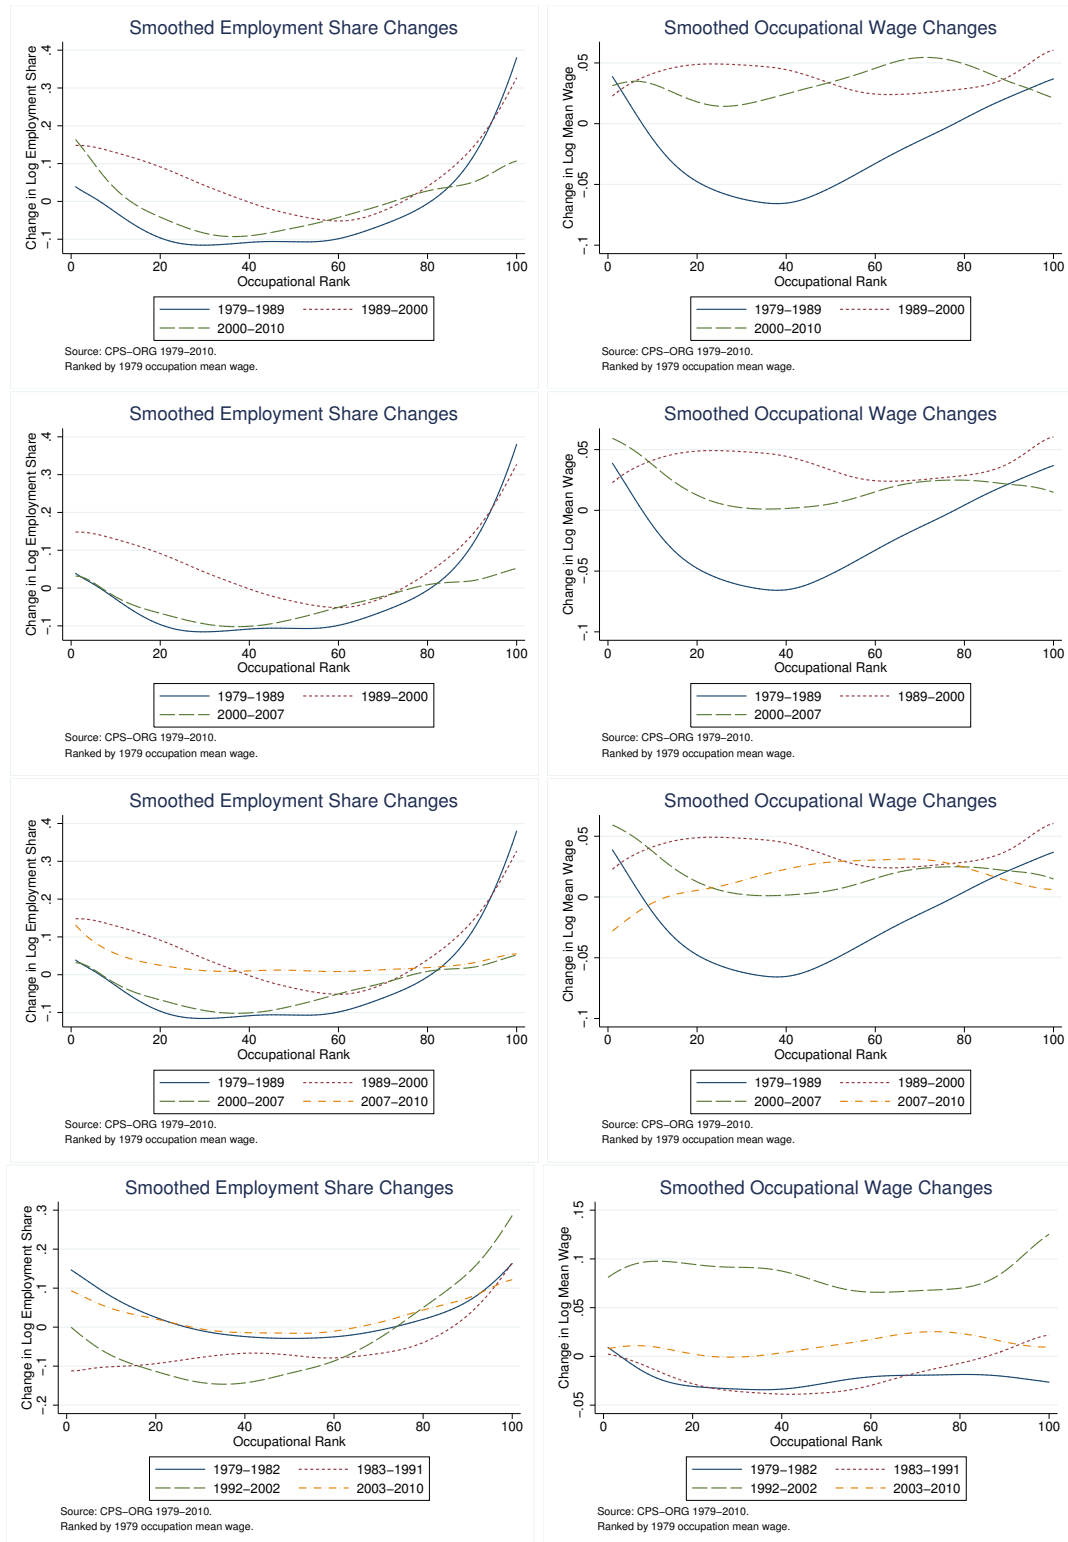 Smoothed Employment Share Changes
Change in Log Employment Share
.4
.3
.2
.1
0
−.1
0 20 40 60 80 100
Occupational Rank
1979−1989 1989−2000
2000−2010
Source: CPS−ORG 1979−2010.
Ranked by 1979 occupation mean wage.
Smoothed Occupational Wage Changes
Change in Log Mean Wage
.05
0
−.05
−.1
0 20 40 60 80 100
Occupational Rank
1979−1989 1989−2000
2000−2010
Source: CPS−ORG 1979−2010.
Ranked by 1979 occupation mean wage.
Smoothed Employment Share Changes
Change in Log Employment Share
.4
.3
.2
.1
0
−.1
0 20 40 60 80 100
Occupational Rank
1979−1989 1989−2000
2000−2007
Source: CPS−ORG 1979−2010.
Ranked by 1979 occupation mean wage.
Smoothed Occupational Wage Changes
Change in Log Mean Wage
.05
0
−.05
−.1
0 20 40 60 80 100
Occupational Rank
1979−1989 1989−2000
2000−2007
Source: CPS−ORG 1979−2010.
Ranked by 1979 occupation mean wage.
Smoothed Employment Share Changes
Change in Log Employment Share
.4
.3
.2
.1
0
−.1
0 20 40 60 80 100
Occupational Rank
1979−1989 1989−2000
2000−2007 2007−2010
Source: CPS−ORG 1979−2010.
Ranked by 1979 occupation mean wage.
Smoothed Occupational Wage Changes
Change in Log Mean Wage
.05
0
−.05
−.1
0 20 40 60 80 100
Occupational Rank
1979−1989 1989−2000
2000−2007 2007−2010
Source: CPS−ORG 1979−2010.
Ranked by 1979 occupation mean wage.
Smoothed Employment Share Changes
Change in Log Employment Share
.3
.2
.1
0
−.1
−.2
0 20 40 60 80 100
Occupational Rank
1979−1982 1983−1991
1992−2002 2003−2010
Source: CPS−ORG 1979−2010.
Ranked by 1979 occupation mean wage.
Smoothed Occupational Wage Changes
Change in Log Mean Wage
.15
.1
.05
0
−.05
0 20 40 60 80 100
Occupational Rank
1979−1982 1983−1991
1992−2002 2003−2010
Source: CPS−ORG 1979−2010.
Ranked by 1979 occupation mean wage.